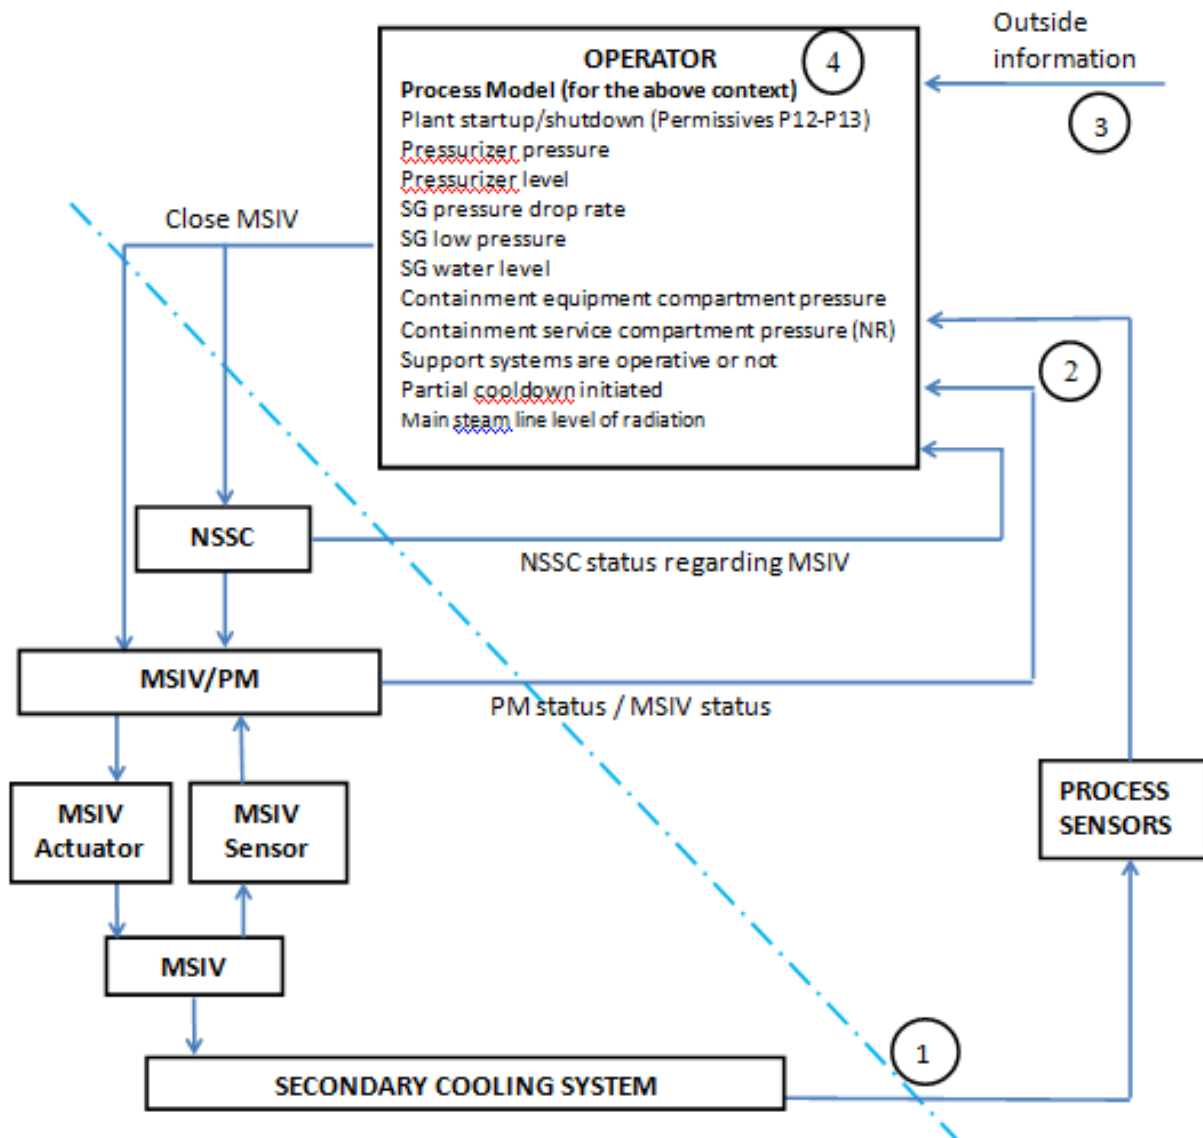 Outside
information
OPERATOR
4
Process Model (for the above context)
Plant startup/shutdown (Permissives P12-P13)
Pressurizer pressure
Pressurizer level
SG pressure drop rate
SG low pressure
SG water level
Containment equipment compartment pressure
Containment service compartment pressure (NR)
Support systems are operative or not
Partial cooldown initiated
Main steam line level of radiation
3
Close MSIV
2
NSSC
NSSC status regarding MSIV
MSIV/PM
PM status / MSIV status
MSIV
Actuator
MSIV
Sensor
PROCESS
SENSORS
MSIV
1
SECONDARY COOLING SYSTEM